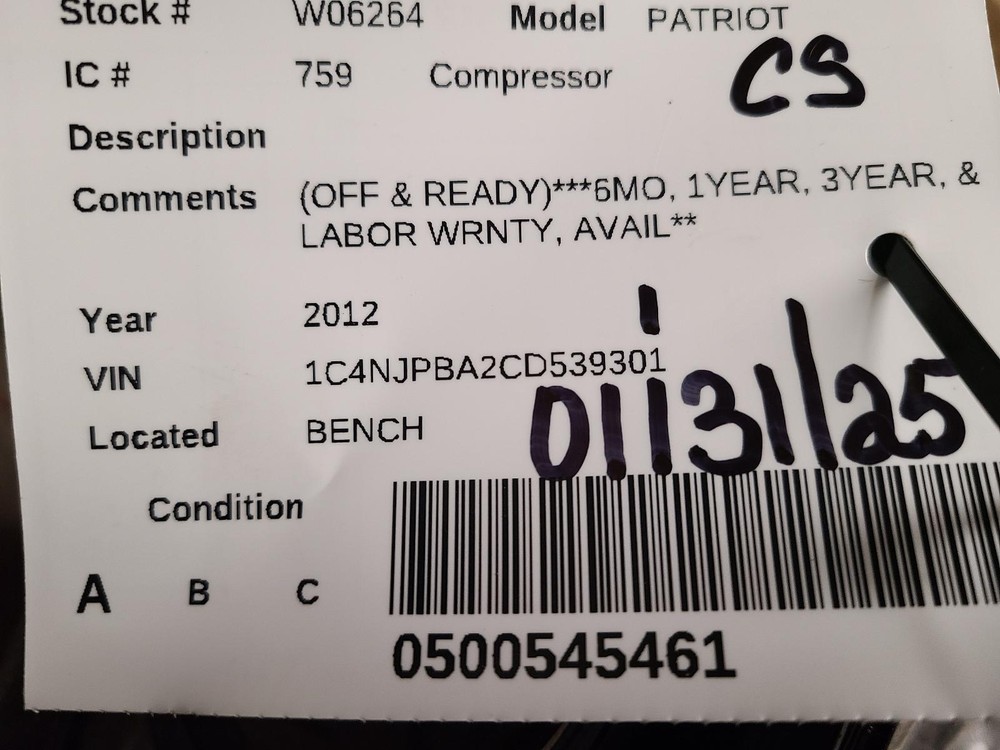 Stock # W06264 Model PATRIOT
IC # 759 Compressor CS
Description
Comments (OFF & READY)***6MO, 1YEAR, 3YEAR, &
LABOR WRNTY, AVAIL**
Year 2012
VIN 1C4NJPBA2CD539301
01/31/25
Located BENCH
Condition
A B C
0500545461